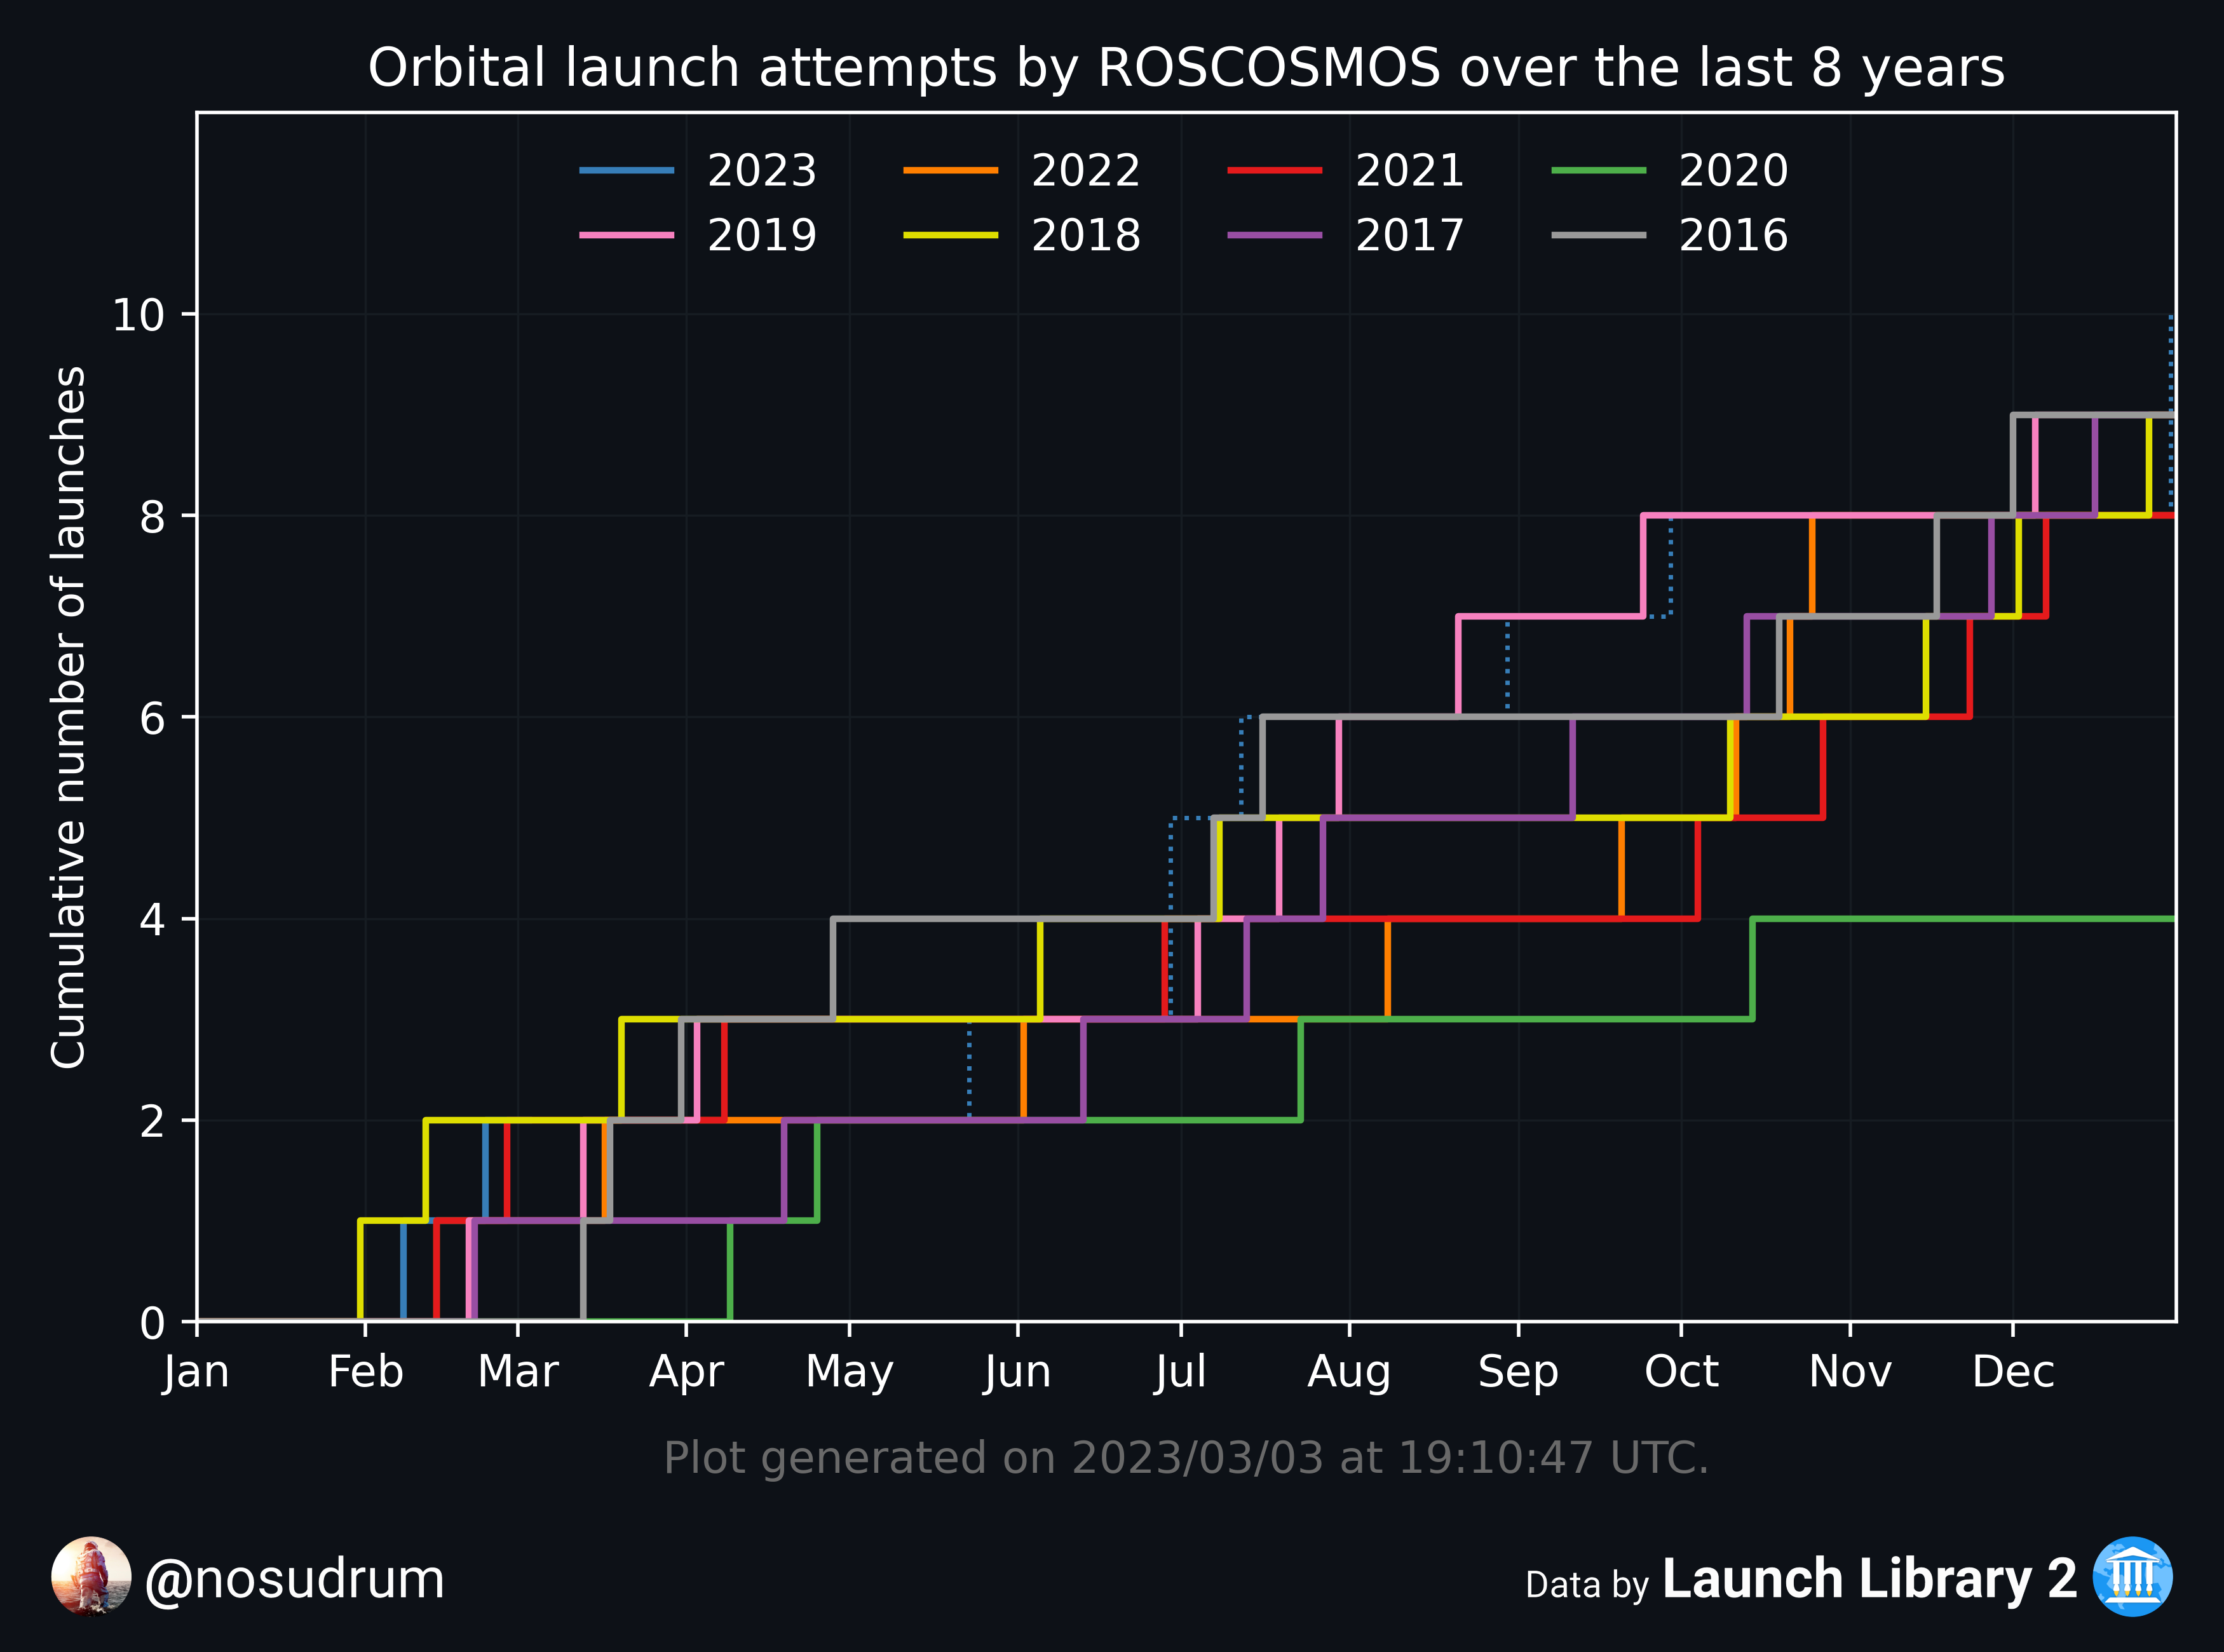 Orbital launch attempts by ROSCOSMOS over the last 8 years
2023 2022 2021 2020
2019 2018 2017 2016
Cumulative number of launches
10
8
6
4
2
0
Jan Feb Mar Apr May Jun Jul Aug Sep Oct Nov Dec
Plot generated on 2023/03/03 at 19:10:47 UTC.
@nosudrum
Data by Launch Library 2